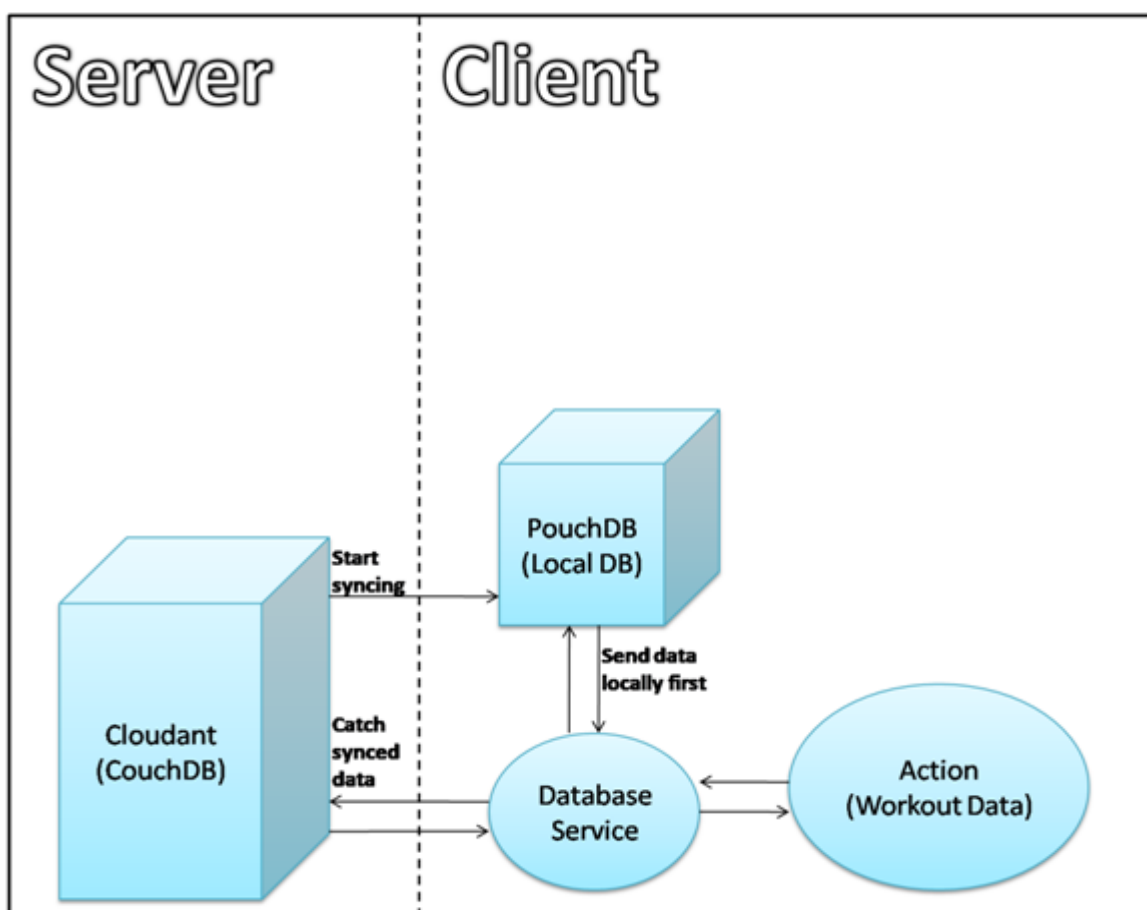 Server
Client
PouchDB
(Local DB)
Start
syncing
Send data
locally first
Cloudant
(CouchDB)
Catch
synced
data
Database
Service
Action
(Workout Data)